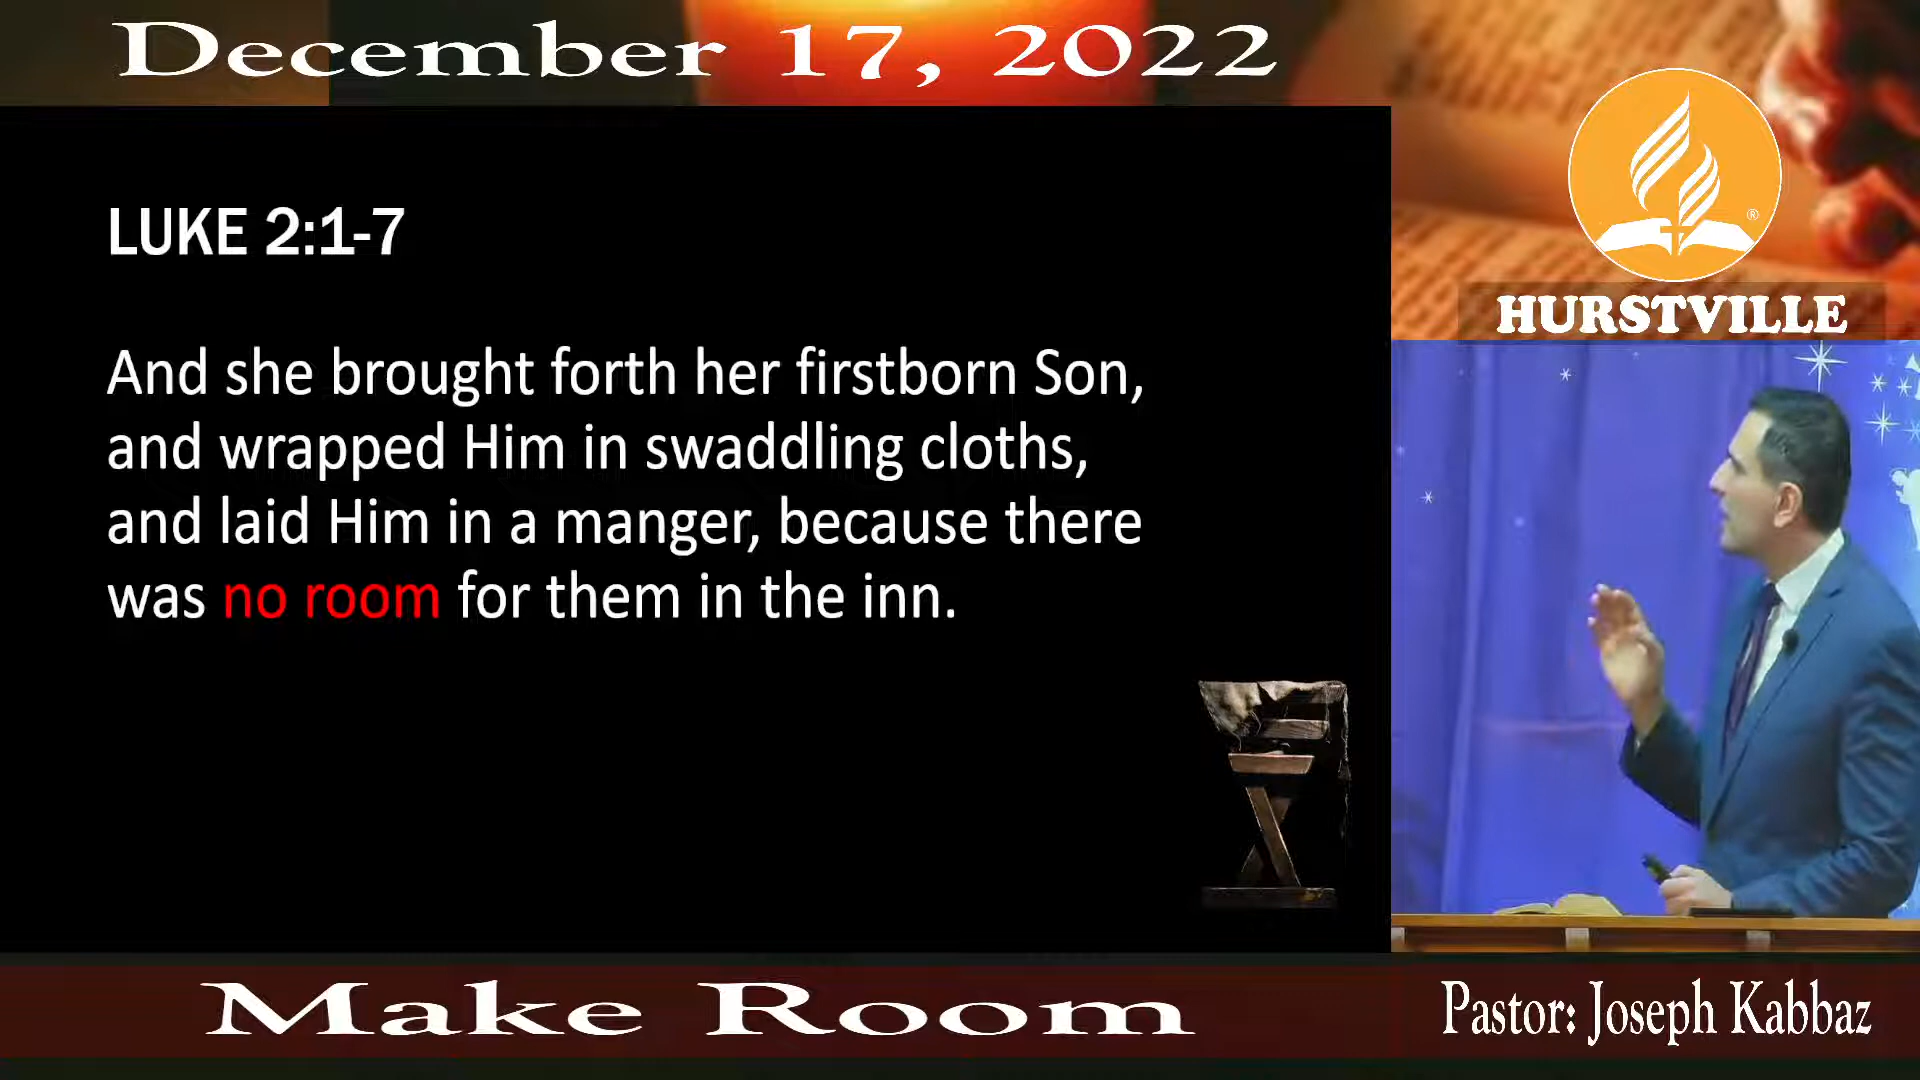 December 17, 2022
LUKE 2:1-7
And she brought forth her firstborn Son,
and wrapped Him in swaddling cloths,
and laid Him in a manger, because there
was no room for them in the inn.
®
HURSTVILLE
Make Room
Pastor: Joseph Kabbaz